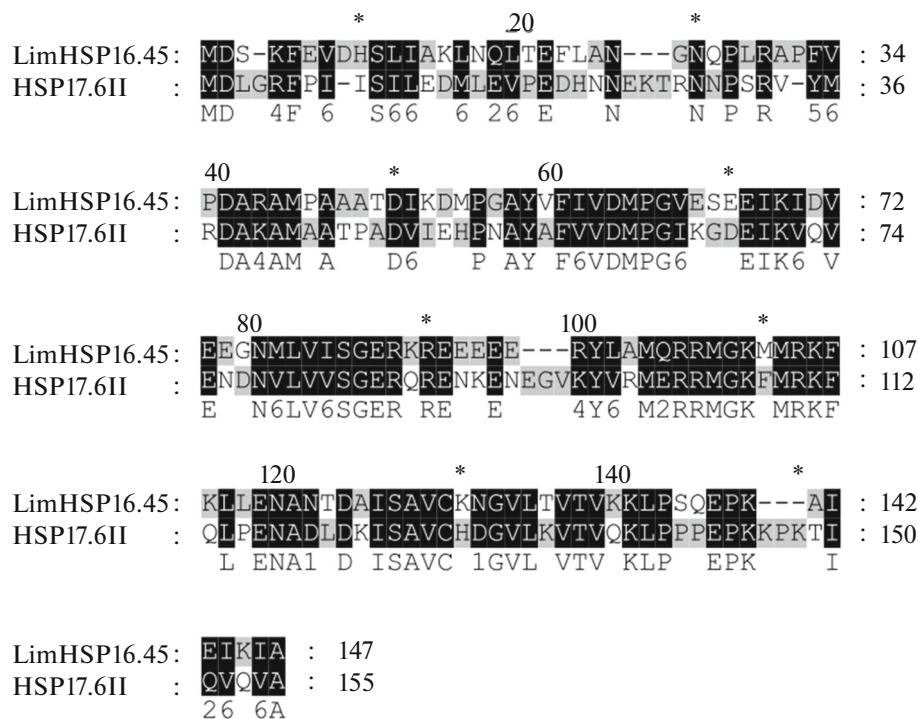 * 20 *
LimHSP16.45: MDS-KFEVDHSLIAKLNQLTEFLAN---GNQPLRAPFV : 34
HSP17.6II : MDLGRFPI-ISILEDMLEVPEDHNNEKTRNNPSRV-YM : 36
MD 4F 6 S66 6 26 E N N P R 56
40 * 60 *
LimHSP16.45: PDARAMPAAATDIKDMPGAYVFIVDMPGVESEEIKIDV : 72
HSP17.6II : RDAKAMAATPADVIEHPNAYAFVVDMPGIKGDEIKVQV : 74
DA4AM A D6 P AY F6VDMPG6 EIK6 V
80 * 100 *
LimHSP16.45: EEGNMLVISGERKREEEEE---RYLAMQRRMGKMMRKF : 107
HSP17.6II : ENDNVLVVSGERQRENKENEGVKYVRMERRMGKFMRKF : 112
E N6LV6SGER RE E 4Y6 M2RRMGK MRKF
120 * 140 *
LimHSP16.45: KLLENANTDAISAVCKNGVLTVTVKKLPSQEPK---AI : 142
HSP17.6II : QLPENADLDKISAVCHDGVLKVTVQKLPPPEPKKPKTI : 150
L ENA1 D ISAVC 1GVL VTV KLP EPK I
LimHSP16.45: EIKIA : 147
HSP17.6II : QVQVA : 155
26 6A